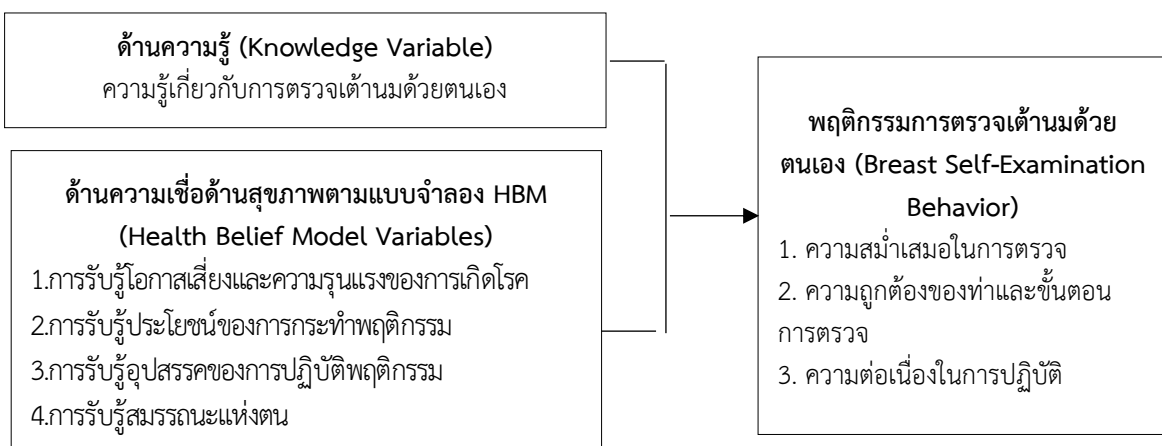 ด้านความรู้ (Knowledge Variable)
ความรู้เกี่ยวกับการตรวจเต้านมด้วยตนเอง
ด้านความเชื่อด้านสุขภาพตามแบบจำลอง HBM
(Health Belief Model Variables)
1.การรับรู้โอกาสเสี่ยงและความรุนแรงของการเกิดโรค
2.การรับรู้ประโยชน์ของการกระทำพฤติกรรม
3.การรับรู้อุปสรรคของการปฏิบัติพฤติกรรม
4.การรับรู้สมรรถนะแห่งตน
พฤติกรรมการตรวจเต้านมด้วย
ตนเอง (Breast Self-Examination
Behavior)
1. ความสม่ำเสมอในการตรวจ
2. ความถูกต้องของท่าและขั้นตอน
การตรวจ
3. ความต่อเนื่องในการปฏิบัติ